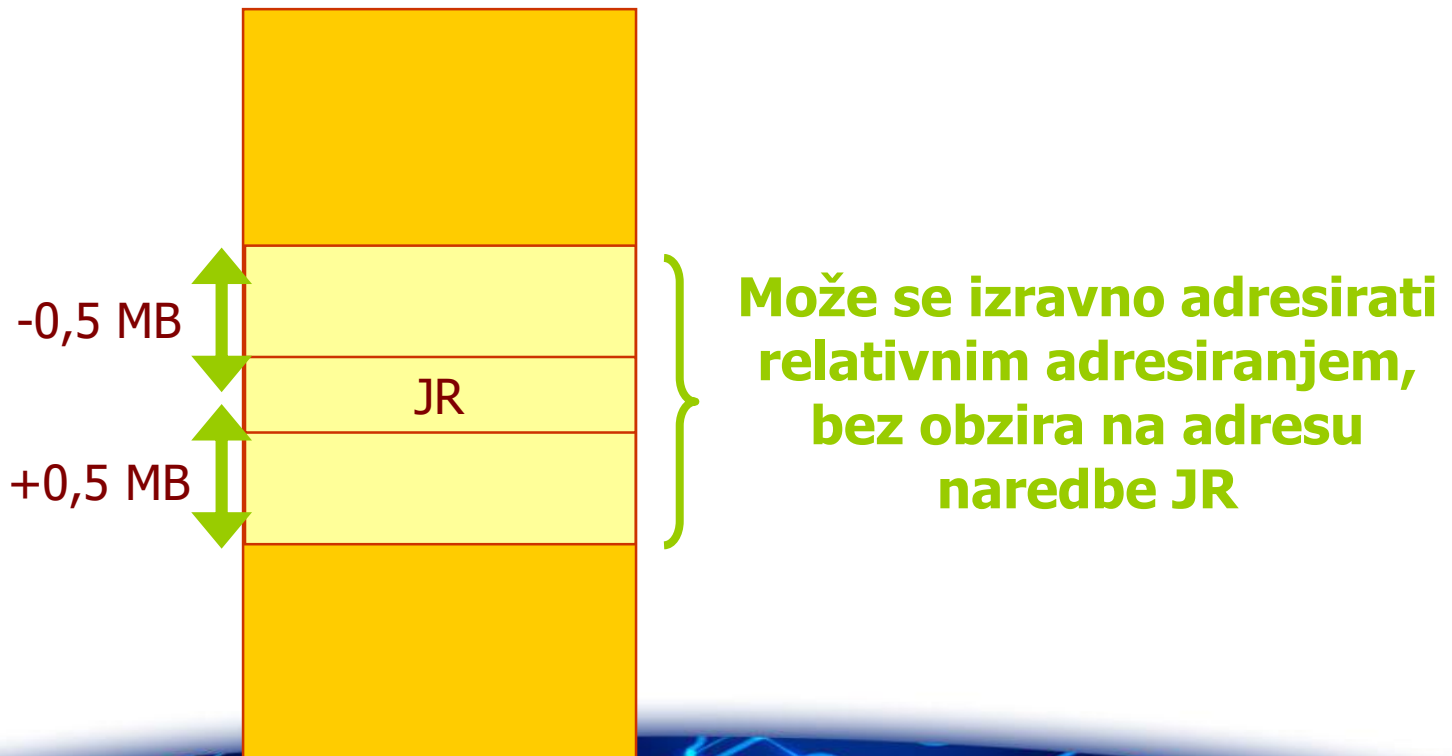 -0,5 MB
JR
+0,5 MB
Može se izravno adresirati
relativnim adresiranjem,
bez obzira na adresu
naredbe JR